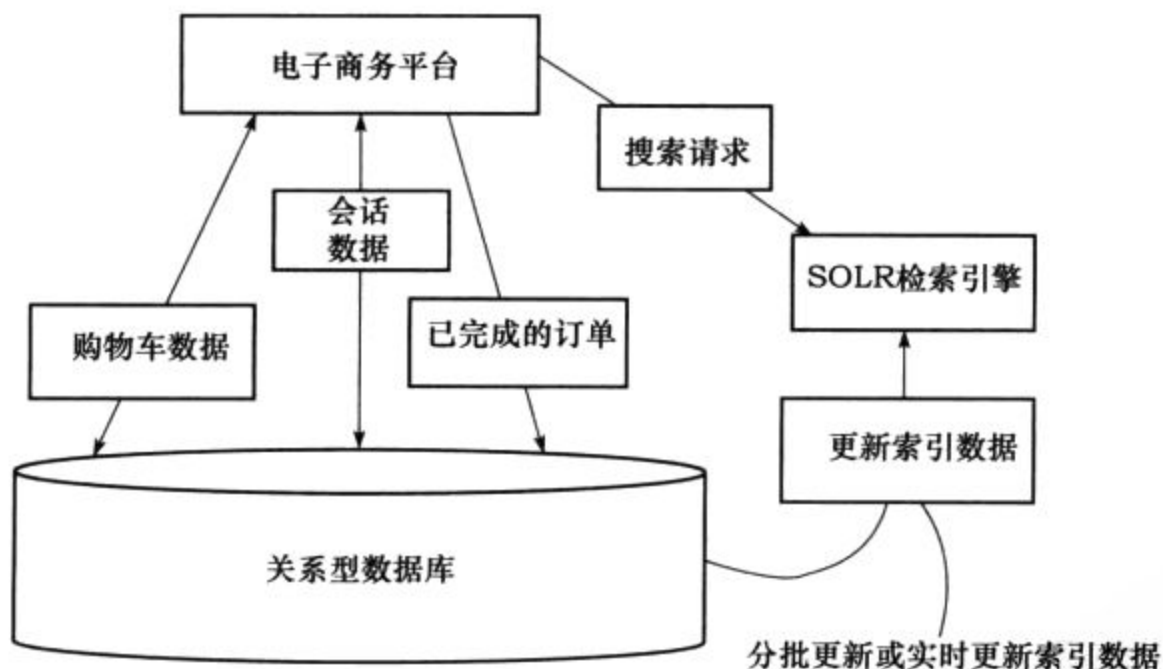 电子商务平台
搜索请求
会话
数据
SOLR检索引擎
购物车数据
已完成的订单
更新索引数据
关系型数据库
分批更新或实时更新索引数据